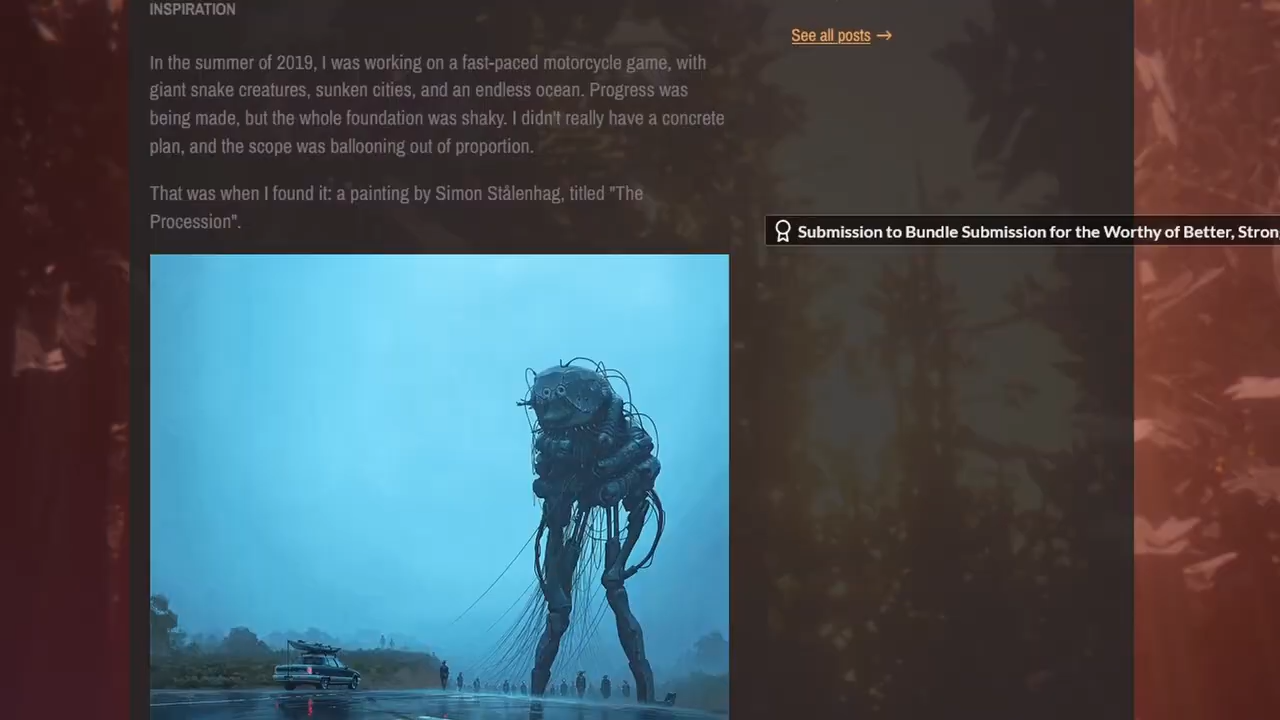 INSPIRATION
See all posts →
In the summer of 2019, I was working on a fast-paced motorcycle game, with
giant snake creatures, sunken cities, and an endless ocean. Progress was
being made, but the whole foundation was shaky. I didn't really have a concrete
plan, and the scope was ballooning out of proportion.
That was when I found it: a painting by Simon Stålenhag, titled "The
Procession".
Submission to Bundle Submission for the Worthy of Better, Stron